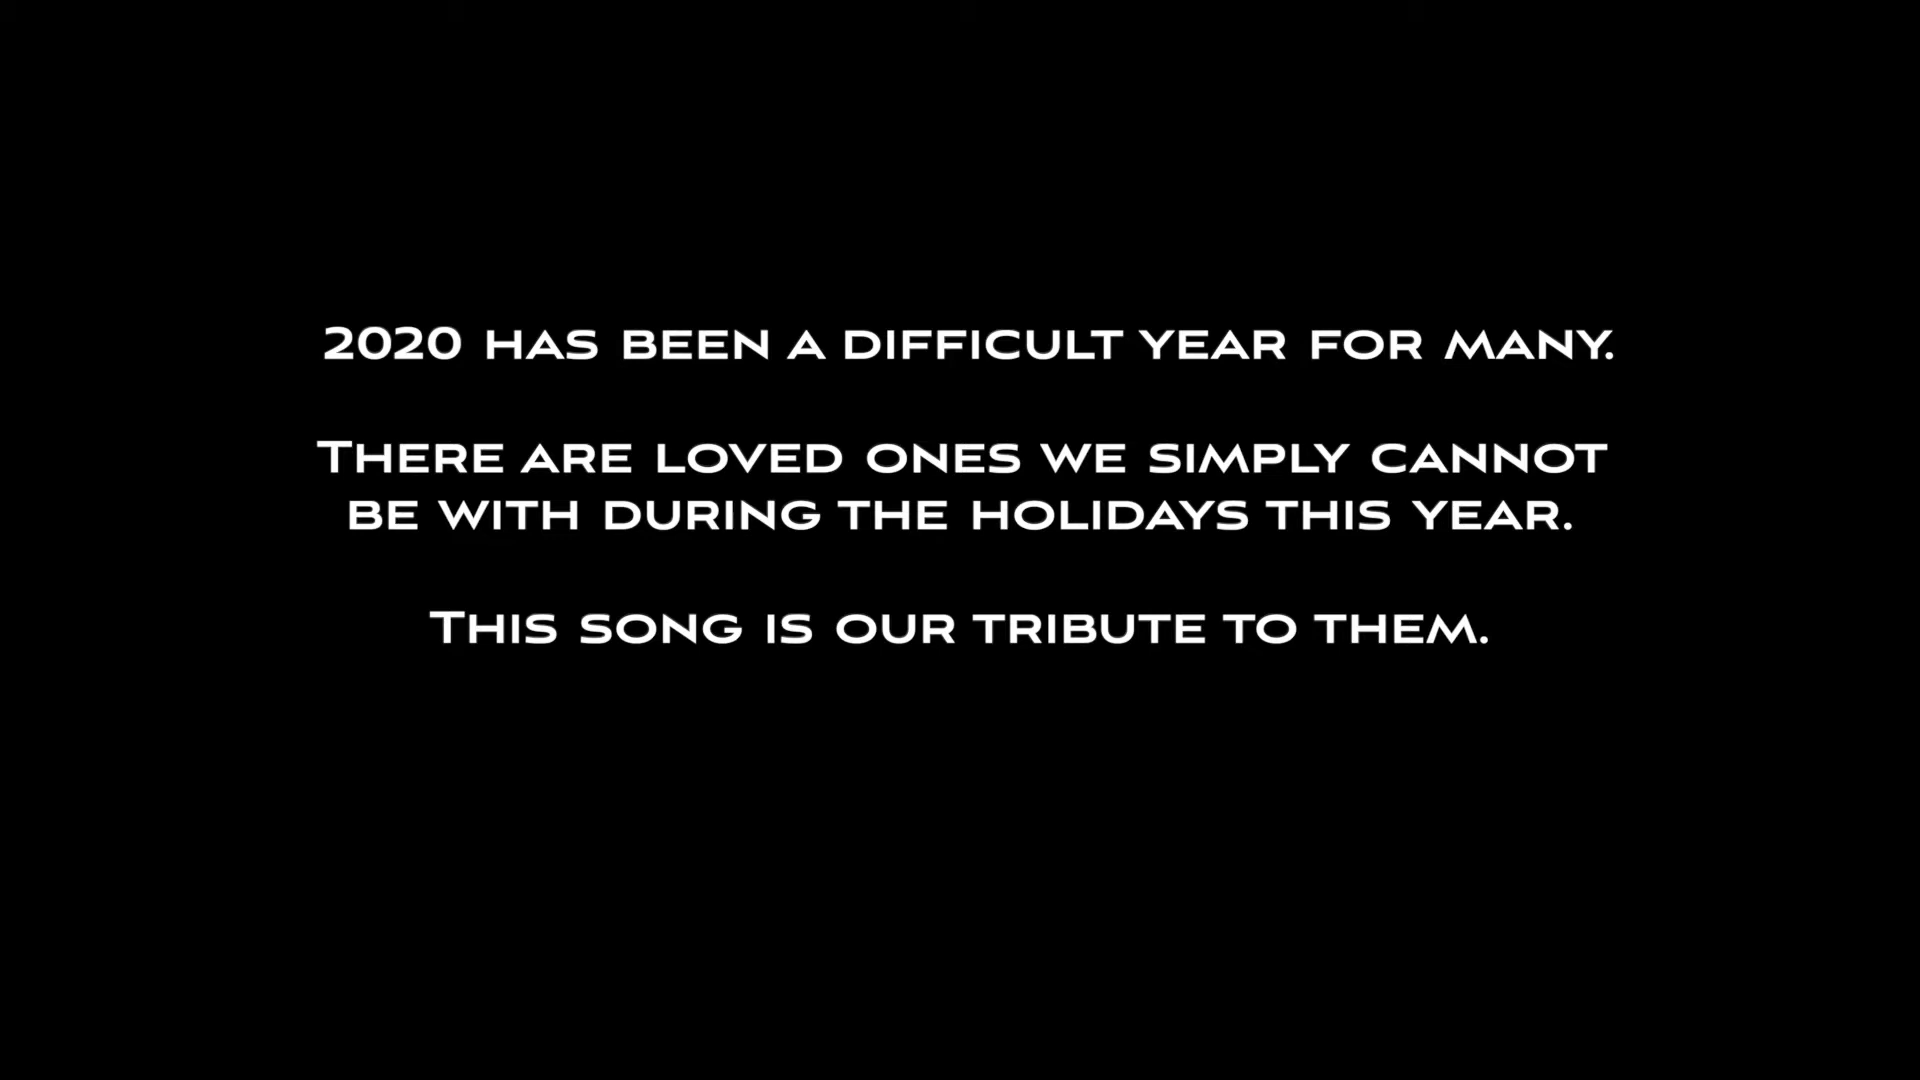 2020 HAS BEEN A DIFFICULT YEAR FOR MANY.
THERE ARE LOVED ONES WE SIMPLY CANNOT
BE WITH DURING THE HOLIDAYS THIS YEAR.
THIS SONG IS OUR TRIBUTE TO THEM.